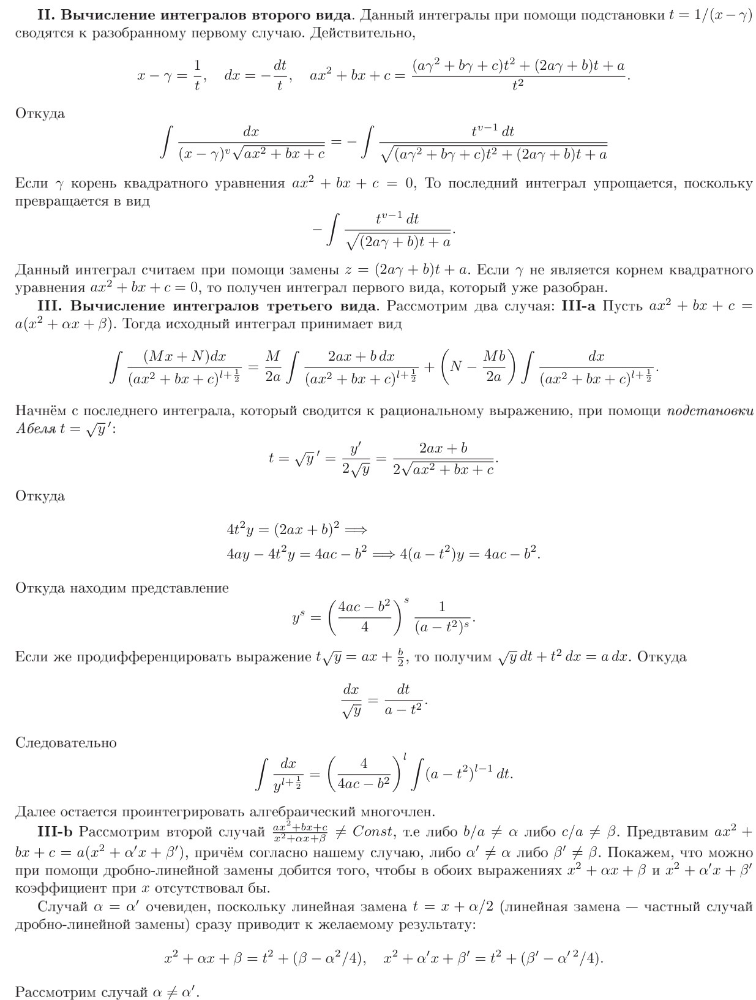 II. Вычисление интегралов второго вида. Данный интегралы при помощи подстановки $t = 1/(x-\gamma)$
сводятся к разобранному первому случаю. Действительно,
$$x - \gamma = \frac{1}{t}, \quad dx = -\frac{dt}{t}, \quad ax^2 + bx + c = \frac{(a\gamma^2 + b\gamma + c)t^2 + (2a\gamma + b)t + a}{t^2}.$$
Откуда
$$\int \frac{dx}{(x-\gamma)^v\sqrt{ax^2+bx+c}} = -\int \frac{t^{v-1}\,dt}{\sqrt{(a\gamma^2+b\gamma+c)t^2+(2a\gamma+b)t+a}}$$
Если $\gamma$ корень квадратного уравнения $ax^2 + bx + c = 0$, То последний интеграл упрощается, поскольку
превращается в вид
$$-\int \frac{t^{v-1}\,dt}{\sqrt{(2a\gamma+b)t+a}}.$$
Данный интеграл считаем при помощи замены $z = (2a\gamma + b)t + a$. Если $\gamma$ не является корнем квадратного
уравнения $ax^2 + bx + c = 0$, то получен интеграл первого вида, который уже разобран.
III. Вычисление интегралов третьего вида. Рассмотрим два случая: III-a Пусть $ax^2 + bx + c =$
$a(x^2 + \alpha x + \beta)$. Тогда исходный интеграл принимает вид
$$\int \frac{(Mx+N)dx}{(ax^2+bx+c)^{l+\frac{1}{2}}} = \frac{M}{2a}\int \frac{2ax+b\,dx}{(ax^2+bx+c)^{l+\frac{1}{2}}} + \left(N - \frac{Mb}{2a}\right)\int \frac{dx}{(ax^2+bx+c)^{l+\frac{1}{2}}}.$$
Начнём с последнего интеграла, который сводится к рациональному выражению, при помощи подстановки
Абеля $t = \sqrt{y}\,'$:
$$t = \sqrt{y}\,' = \frac{y'}{2\sqrt{y}} = \frac{2ax+b}{2\sqrt{ax^2+bx+c}}.$$
Откуда
$$4t^2y = (2ax+b)^2 \Longrightarrow$$
$$4ay - 4t^2y = 4ac - b^2 \Longrightarrow 4(a-t^2)y = 4ac - b^2.$$
Откуда находим представление
$$y^s = \left(\frac{4ac-b^2}{4}\right)^s \frac{1}{(a-t^2)^s}.$$
Если же продифференцировать выражение $t\sqrt{y} = ax + \frac{b}{2}$, то получим $\sqrt{y}\,dt + t^2\,dx = a\,dx$. Откуда
$$\frac{dx}{\sqrt{y}} = \frac{dt}{a-t^2}.$$
Следовательно
$$\int \frac{dx}{y^{l+\frac{1}{2}}} = \left(\frac{4}{4ac-b^2}\right)^l \int (a-t^2)^{l-1}\,dt.$$
Далее остается проинтегрировать алгебраический многочлен.
III-b Рассмотрим второй случай $\frac{ax^2+bx+c}{x^2+\alpha x+\beta} \neq Const$, т.е либо $b/a \neq \alpha$ либо $c/a \neq \beta$. Предвтавим $ax^2 +$
$bx + c = a(x^2 + \alpha' x + \beta')$, причём согласно нашему случаю, либо $\alpha' \neq \alpha$ либо $\beta' \neq \beta$. Покажем, что можно
при помощи дробно-линейной замены добится того, чтобы в обоих выражениях $x^2 + \alpha x + \beta$ и $x^2 + \alpha' x + \beta'$
коэффициент при $x$ отсутствовал бы.
Случай $\alpha = \alpha'$ очевиден, поскольку линейная замена $t = x + \alpha/2$ (линейная замена — частный случай
дробно-линейной замены) сразу приводит к желаемому результату:
$$x^2 + \alpha x + \beta = t^2 + (\beta - \alpha^2/4), \quad x^2 + \alpha' x + \beta' = t^2 + (\beta' - \alpha'^{\,2}/4).$$
Рассмотрим случай $\alpha \neq \alpha'$.